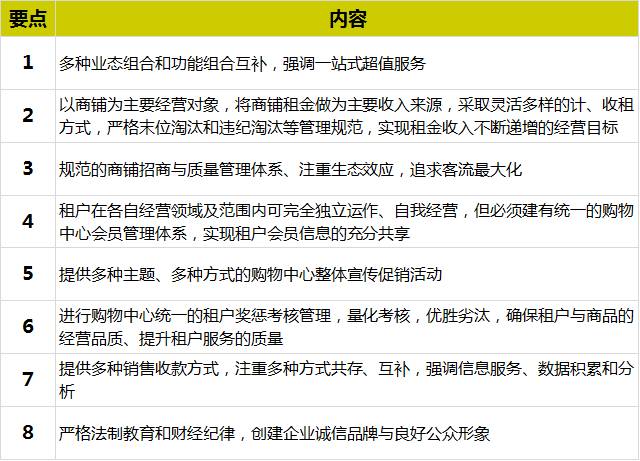 要点 内容
1 多种业态组合和功能组合互补，强调一站式超值服务
2 以商铺为主要经营对象，将商铺租金做为主要收入来源，采取灵活多样的计、收租
方式，严格末位淘汰和违纪淘汰等管理规范，实现租金收入不断递增的经营目标
3 规范的商铺招商与质量管理体系、注重生态效应，追求客流最大化
4 租户在各自经营领域及范围内可完全独立运作、自我经营，但必须建有统一的购物
中心会员管理体系，实现租户会员信息的充分共享
5 提供多种主题、多种方式的购物中心整体宣传促销活动
6 进行购物中心统一的租户奖惩考核管理，量化考核，优胜劣汰，确保租户与商品的
经营品质、提升租户服务的质量
7 提供多种销售收款方式，注重多种方式共存、互补，强调信息服务、数据积累和分
析
8 严格法制教育和财经纪律，创建企业诚信品牌与良好公众形象